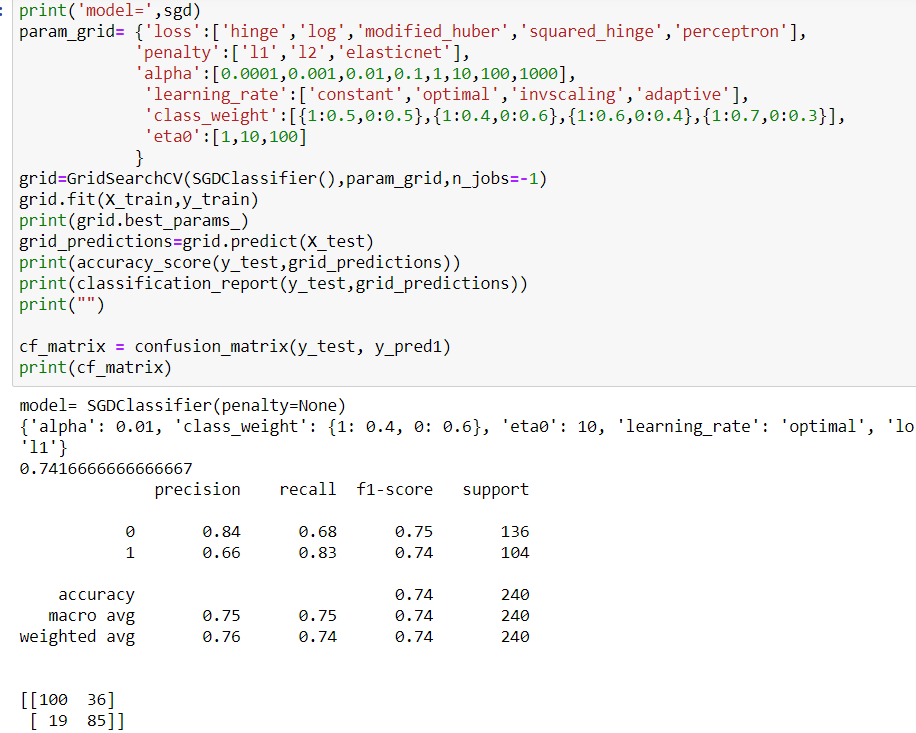 :
print('model=',sgd)
param_grid= {'loss':['hinge','log','modified_huber','squared_hinge','perceptron'],
'penalty':['l1','l2','elasticnet'],
'alpha':[0.0001,0.001,0.01,0.1,1,10,100,1000],
'learning_rate':['constant','optimal','invscaling','adaptive'],
'class_weight':[{1:0.5,0:0.5},{1:0.4,0:0.6},{1:0.6,0:0.4},{1:0.7,0:0.3}],
'eta0':[1,10,100]
}
grid=GridSearchCV(SGDClassifier(),param_grid,n_jobs=-1)
grid.fit(X_train,y_train)
print(grid.best_params_)
grid_predictions=grid.predict(X_test)
print(accuracy_score(y_test,grid_predictions))
print(classification_report(y_test,grid_predictions))
print("")
cf_matrix = confusion_matrix(y_test, y_pred1)
print(cf_matrix)
model= SGDClassifier(penalty=None)
{'alpha': 0.01, 'class_weight': {1: 0.4, 0: 0.6}, 'eta0': 10, 'learning_rate': 'optimal', 'lo
'l1'}
0.7416666666666667
precision recall f1-score support
0 0.84 0.68 0.75 136
1 0.66 0.83 0.74 104
accuracy 0.74 240
macro avg 0.75 0.75 0.74 240
weighted avg 0.76 0.74 0.74 240
[[100 36]
[ 19 85]]